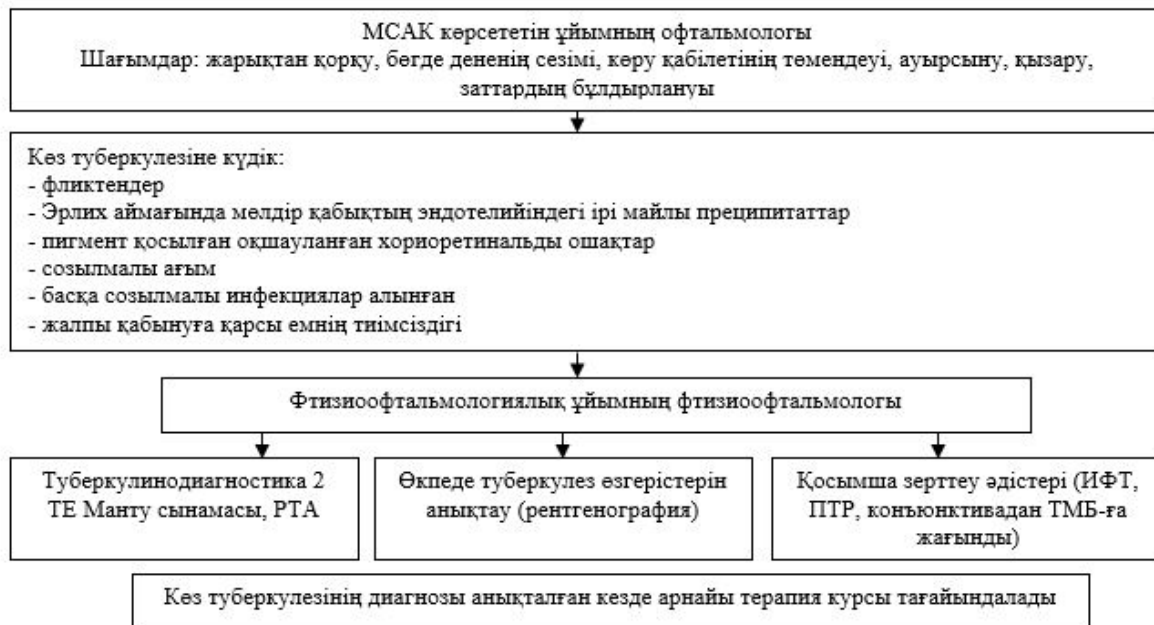 МСАК көрсететін ұйымның офтальмологы
Шағымдар: жарықтан қорқу, бөгде дененің сезімі, көру қабілетінің төмендеуі, ауырсыну, қызару,
заттардың бұлдырлануы
Көз туберкулезіне күдік:
- фликтендер
- Эрлих аймағында мөлдір қабықтың эндотелийіндегі ірі майлы преципитаттар
- пигмент қосылған оқшауланған хориоретинальды ошақтар
- созылмалы ағым
- басқа созылмалы инфекциялар алынған
- жалпы қабынуға қарсы емнің тиімсіздігі
Фтизиоофтальмологиялық ұйымның фтизиоофтальмологы
Туберкулинодиагностика 2
ТЕ Манту сынамасы, РТА
Өкпеде туберкулез өзгерістерін
анықтау (рентгенография)
Қосымша зерттеу әдістері (ИФТ,
ПТР, конъюнктивадан ТМБ-ға
жағынды)
Көз туберкулезінің диагнозы анықталған кезде арнайы терапия курсы тағайындалады